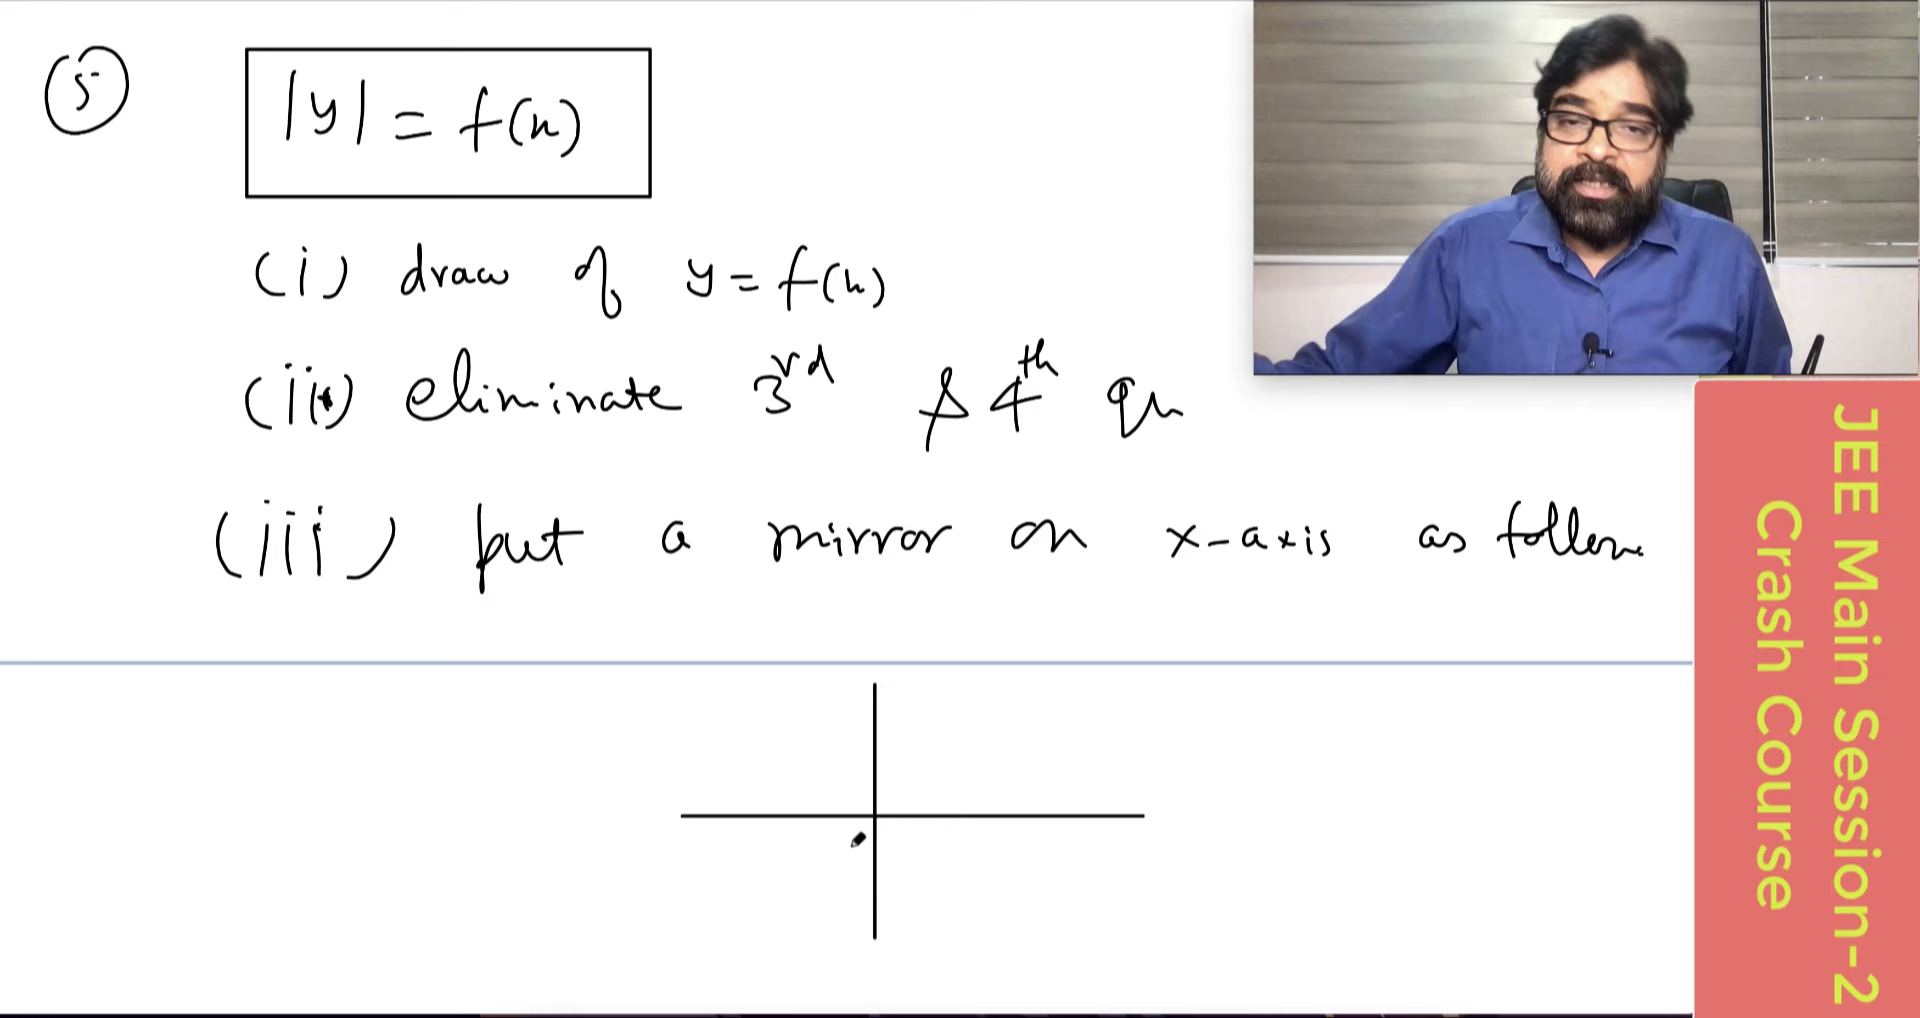 5
|y| = f(x)
(i) draw of y = f(x)
(ii) eliminate 3rd & 4th qu
(iii) put a mirror on x-axis as follow
JEE Main Session-2
Crash Course